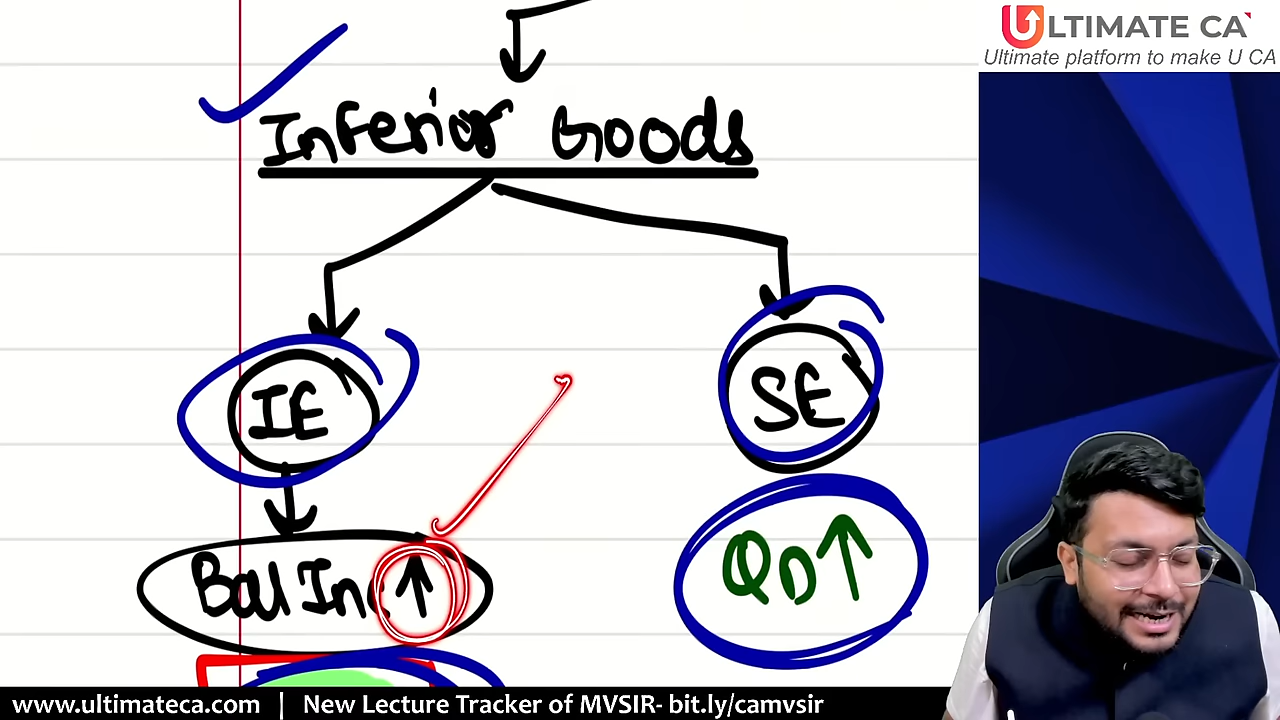 ULTIMATE CA
Ultimate platform to make U CA
Inferior Goods
IE
SE
Bal Inc ↑
QD↑
www.ultimateca.com | New Lecture Tracker of MVSIR- bit.ly/camvsir